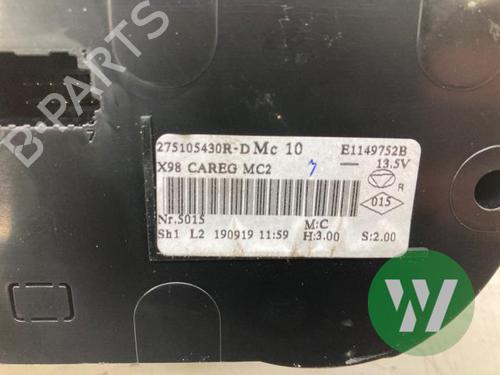 B-PARTS
275105430R-D Mc 10 E1149752B
13.5V
X98 CAREG MC2 7
R
015
Nr.5015 M:C
Sh1 L2 190919 11:59 H:3.00 S:2.00
W